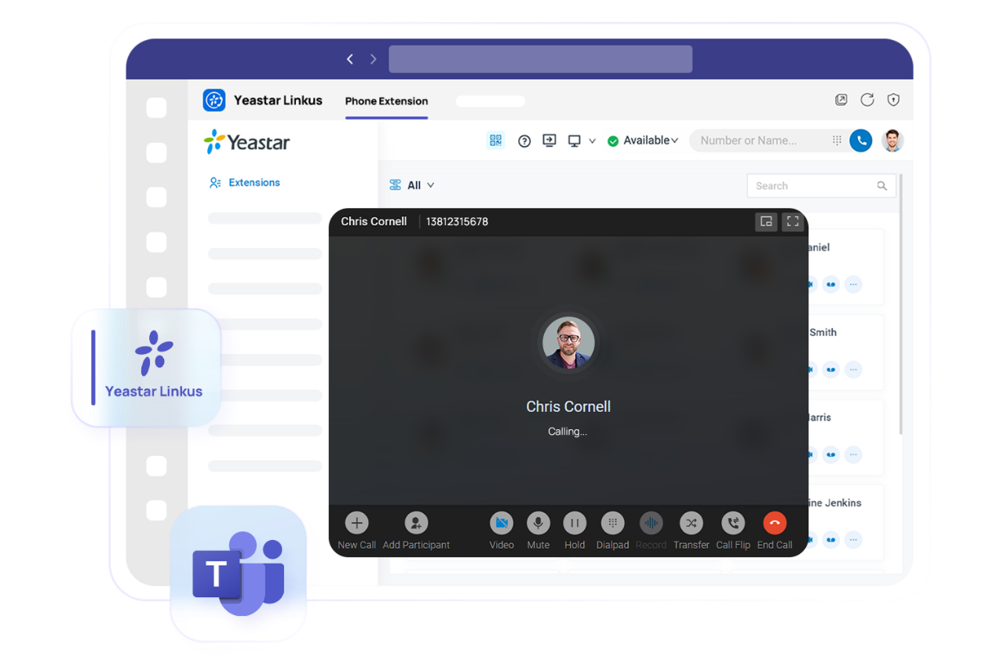 Yeastar Linkus Phone Extension
Yeastar
Available
Number or Name...
Extensions
All
Search
Chris Cornell 13812315678
aniel
Smith
Chris Cornell
Calling...
Yeastar Linkus
arris
ine Jenkins
New Call Add Participant Video Mute Hold Dialpad Record Transfer Call Flip End Call
T